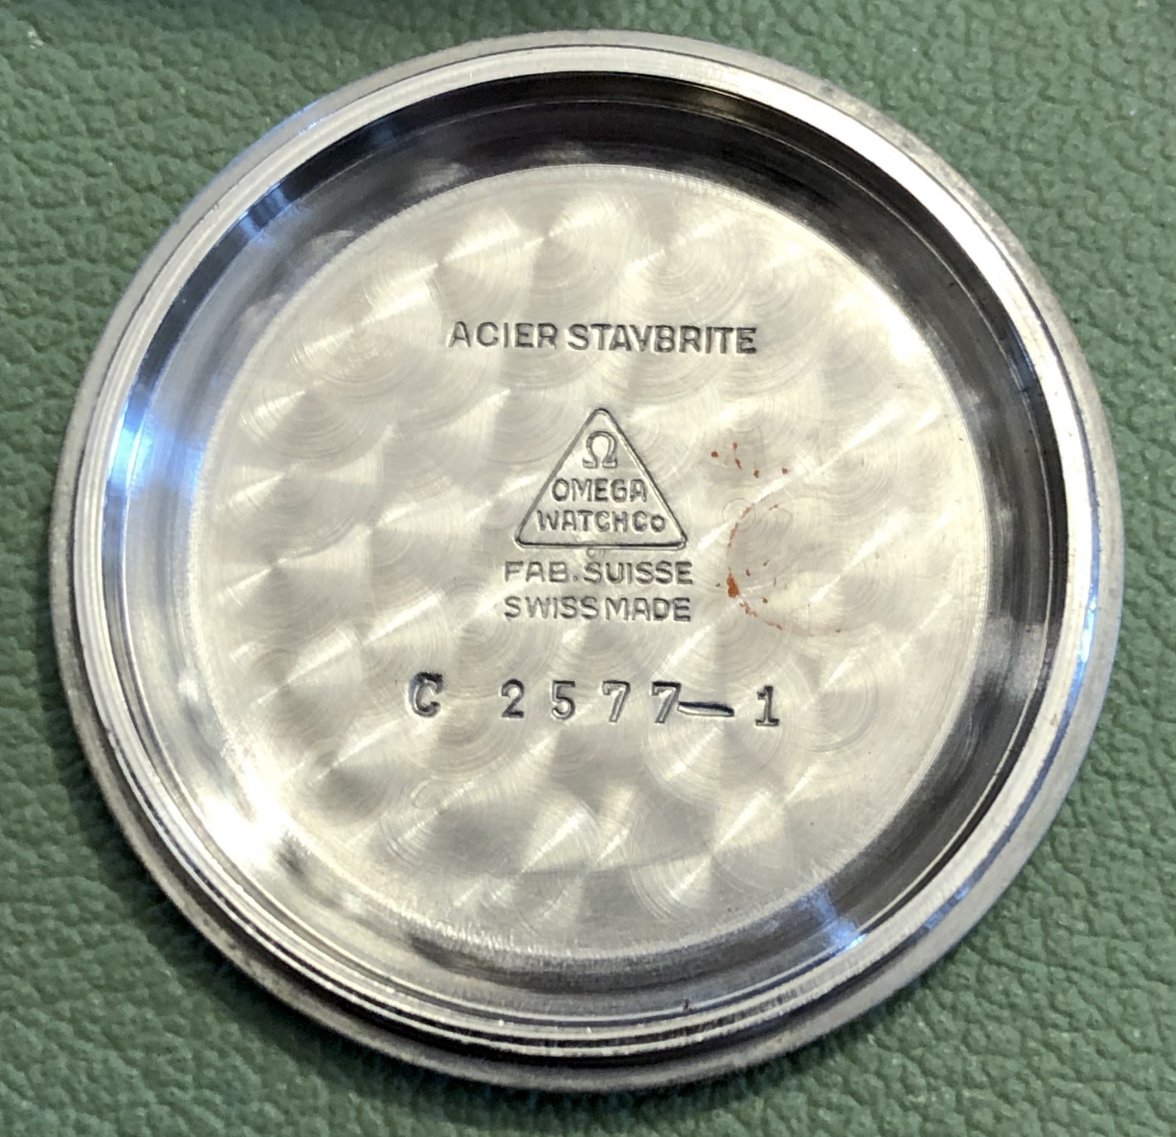 ACIER STAYBRITE
Ω
OMEGA
WATCH Co
FAB. SUISSE
SWISS MADE
C 2577-1